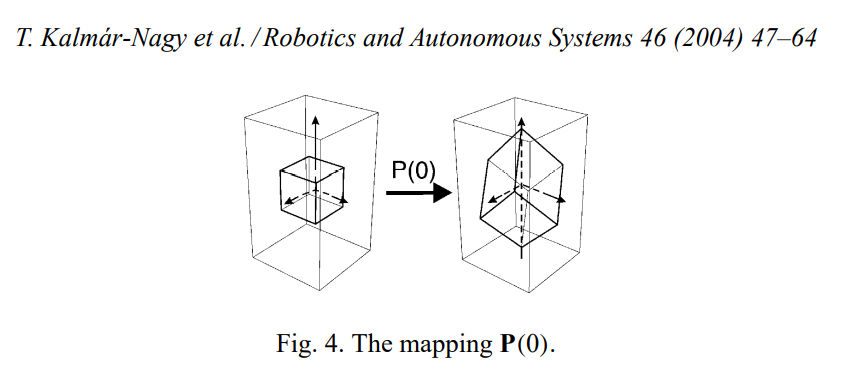 T. Kalmár-Nagy et al. / Robotics and Autonomous Systems 46 (2004) 47–64
P(0)
Fig. 4. The mapping P(0).